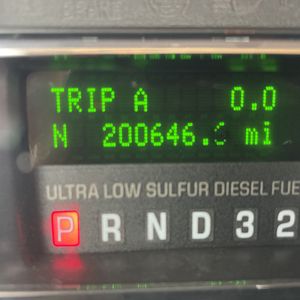 TRIP A 0.0
N 200646. mi
ULTRA LOW SULFUR DIESEL FUE
P R N D 3 2